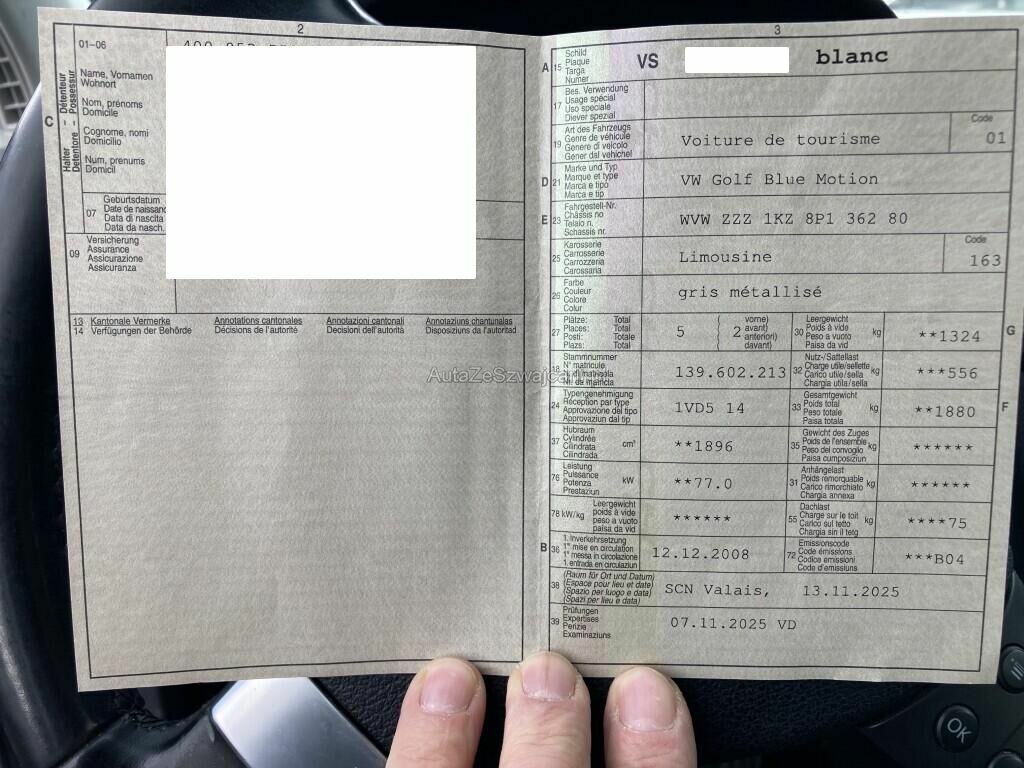 2
01-06
Name, Vornamen
Wohnort
Nom, prénoms
Domicile
Cognome, nomi
Domicilio
Num, prenums
Domicil
C
Halter – Détenteur
Detentore – Possessur
07
Geburtsdatum
Date de naissanc
Data di nascita
Data da nasch.
09
Versicherung
Assurance
Assicurazione
Assicuranza
13
14
Kantonale Vermerke
Verfügungen der Behörde
Annotations cantonales
Décisions de l'autorité
Annotazioni cantonali
Decisioni dell'autorità
Annotaziuns chantunalas
Disposiziuns da l'autoritad
3
A 15
Schild
Plaque
Targa
Numer
VS blanc
17
Bes. Verwendung
Usage spécial
Uso speciale
Diever spezial
19
Art des Fahrzeugs
Genre de véhicule
Genere di veicolo
Gener dal vehichel
Voiture de tourisme
Code
01
D 21
Marke und Typ
Marque et type
Marca e tipo
Marca e tip
VW Golf Blue Motion
E 23
Fahrgestell-Nr.
Châssis no
Telaio n.
Schassis nr.
WVW ZZZ 1KZ 8P1 362 80
25
Karosserie
Carrosserie
Carrozzeria
Carossaria
Limousine
Code
163
26
Farbe
Couleur
Colore
Colur
gris métallisé
27
Plätze: Total
Places: Total
Posti: Totale
Plazs: Total
5 ( 2 vorne)
( avant)
( anteriori)
( davant)
30
Leergewicht
Poids à vide
Peso a vuoto
Paisa da vid
kg
**1324
G
18
Stammnummer
N° matricule
N. di matricola
Nr. da matricla
139.602.213
32
Nutz-/Sattellast
Charge utile/sellette
Carico utile/sella
Chargia utila/sella
kg
***556
24
Typengenehmigung
Réception par type
Approvazione del tipo
Approvaziun dal tip
1VD5 14
33
Gesamtgewicht
Poids total
Peso totale
Paisa totala
kg
**1880
F
37
Hubraum
Cylindrée
Cilindrata
Cilindrada
cm³
**1896
35
Gewicht des Zuges
Poids de l'ensemble
Peso del convoglio
Paisa cumposiziun
kg
******
76
Leistung
Puissance
Potenza
Prestaziun
kW
**77.0
31
Anhängelast
Poids remorquable
Carico rimorchiato
Chargia annexa
kg
******
78 kW/kg
Leergewicht
poids à vide
peso a vuoto
paisa da vid
******
55
Dachlast
Charge sur le toit
Carico sul tetto
Chargia sin il tetg
kg
****75
B 36
1. Inverkehrsetzung
1re mise en circulation
1a messa in circolazione
1. entrada en circulaziun
12.12.2008
72
Emissionscode
Code émissions
Codice emissioni
Code d'emissiuns
***B04
38
(Raum für Ort und Datum)
(Espace pour lieu et date)
(Spazio per luogo e data)
(Spazi per lieu e data)
SCN Valais, 13.11.2025
39
Prüfungen
Expertises
Perizie
Examinaziuns
07.11.2025 VD
OK